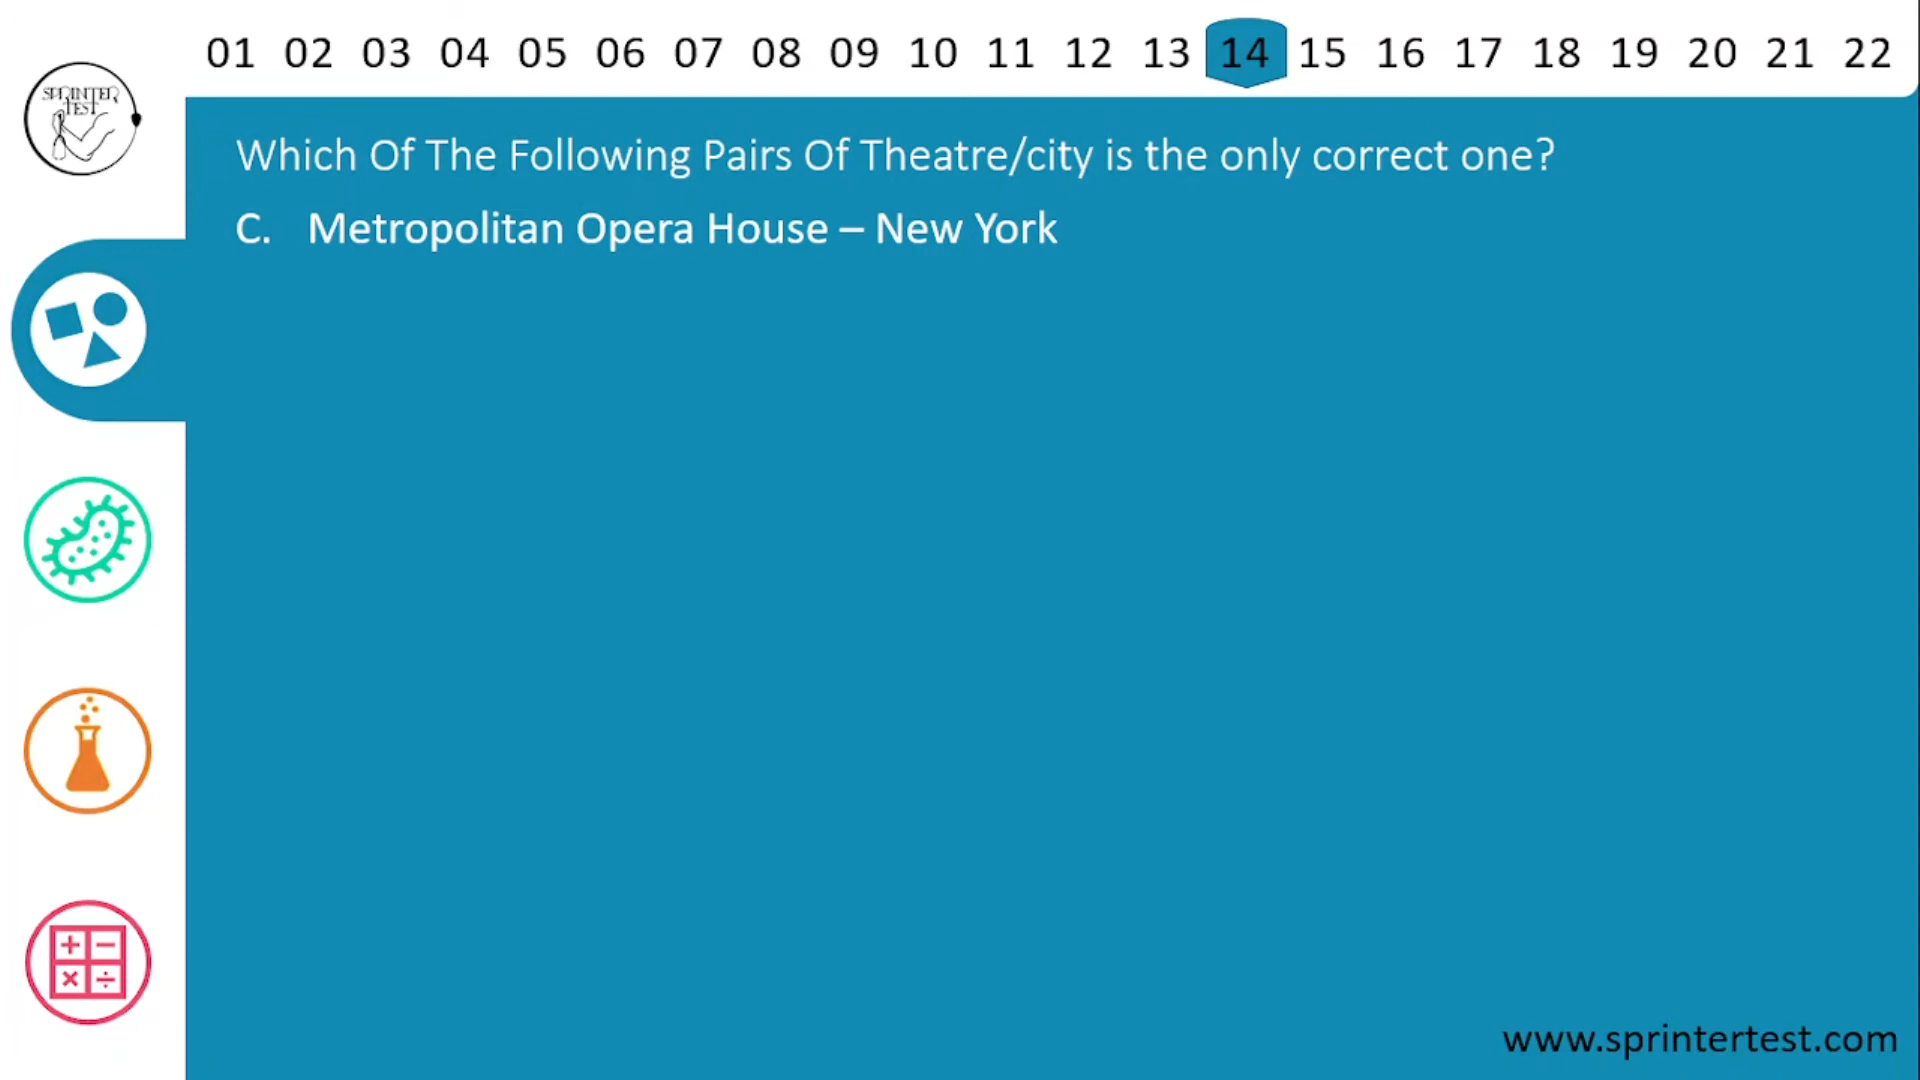 01 02 03 04 05 06 07 08 09 10 11 12 13 14 15 16 17 18 19 20 21 22
SPRINTER
TEST
Which Of The Following Pairs Of Theatre/city is the only correct one?
C. Metropolitan Opera House – New York
www.sprintertest.com